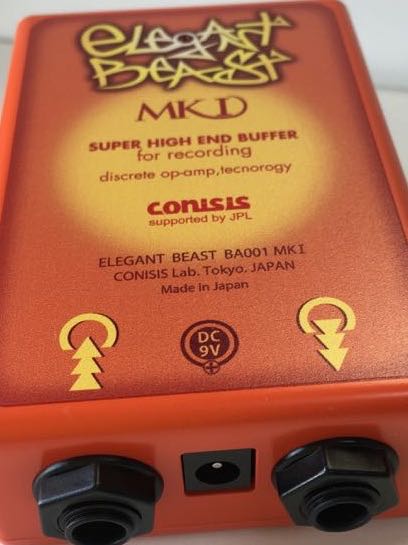 ELEGANT
BEAST
MKI
SUPER HIGH END BUFFER
for recording
discrete op-amp,tecnorogy
conisis
supported by JPL
ELEGANT BEAST BA001 MKI
CONISIS Lab. Tokyo. JAPAN
Made in Japan
DC
9V